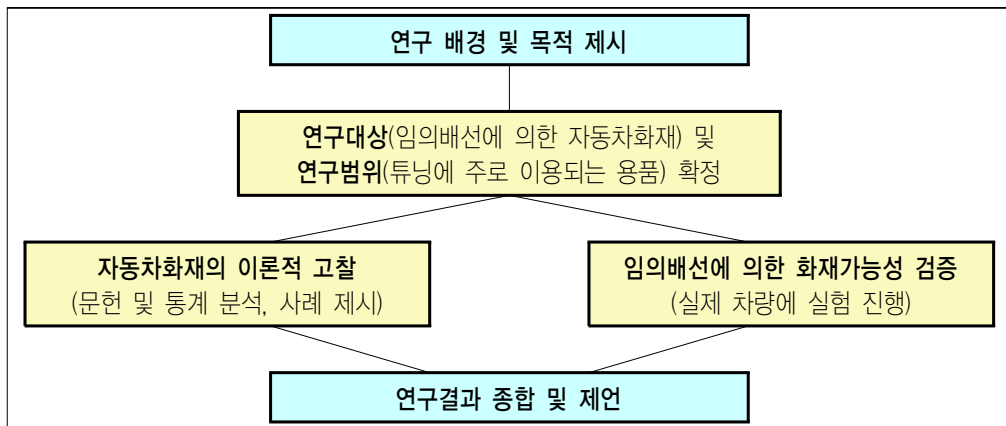 연구 배경 및 목적 제시
연구대상(임의배선에 의한 자동차화재) 및
연구범위(튜닝에 주로 이용되는 용품) 확정
자동차화재의 이론적 고찰
(문헌 및 통계 분석, 사례 제시)
임의배선에 의한 화재가능성 검증
(실제 차량에 실험 진행)
연구결과 종합 및 제언